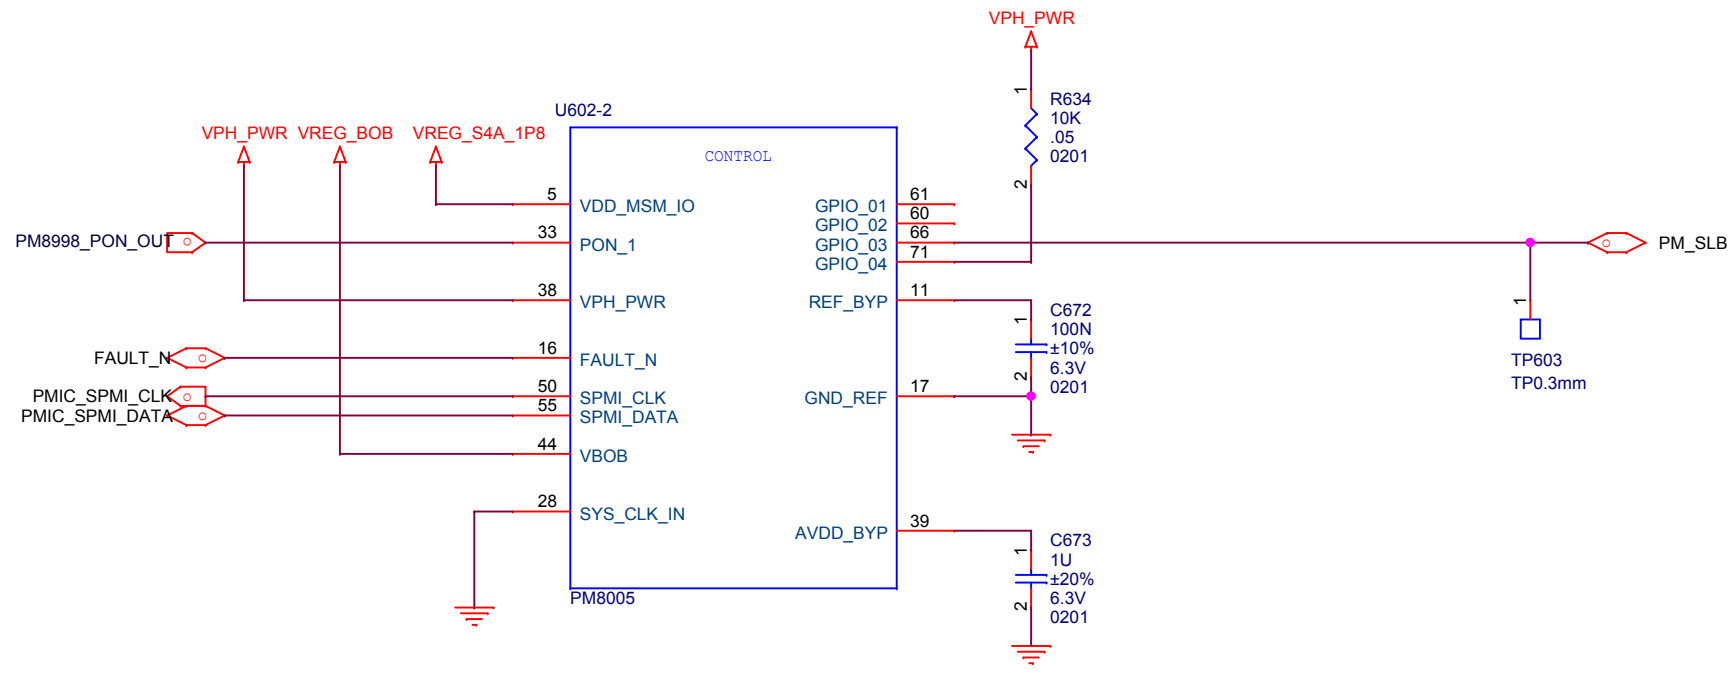 VPH_PWR
R634
10K
.05
0201
1
2
U602-2
VPH_PWR VREG_BOB VREG_S4A_1P8
CONTROL
5 VDD_MSM_IO
PM8998_PON_OUT 33 PON_1
38 VPH_PWR
FAULT_N 16 FAULT_N
PMIC_SPMI_CLK 50 SPMI_CLK
PMIC_SPMI_DATA 55 SPMI_DATA
44 VBOB
28 SYS_CLK_IN
GPIO_01 61
GPIO_02 60
GPIO_03 66
GPIO_04 71
REF_BYP 11
GND_REF 17
AVDD_BYP 39
PM8005
C672
100N
±10%
6.3V
0201
1
2
C673
1U
±20%
6.3V
0201
1
2
PM_SLB
1
TP603
TP0.3mm